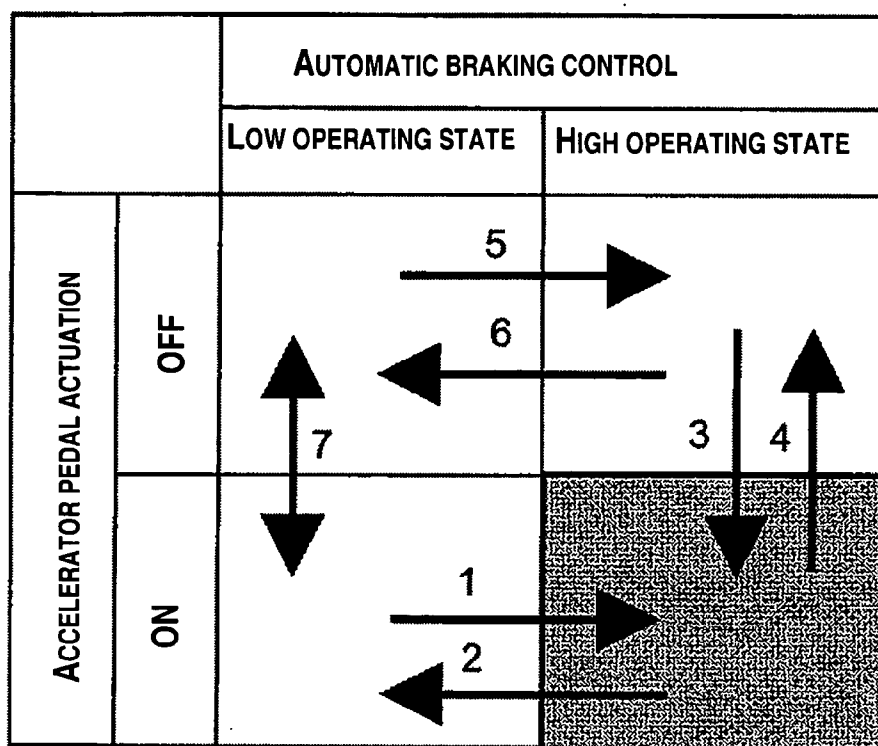 AUTOMATIC BRAKING CONTROL
LOW OPERATING STATE
HIGH OPERATING STATE
ACCELERATOR PEDAL ACTUATION
OFF
5
6
7
3
4
ON
1
2